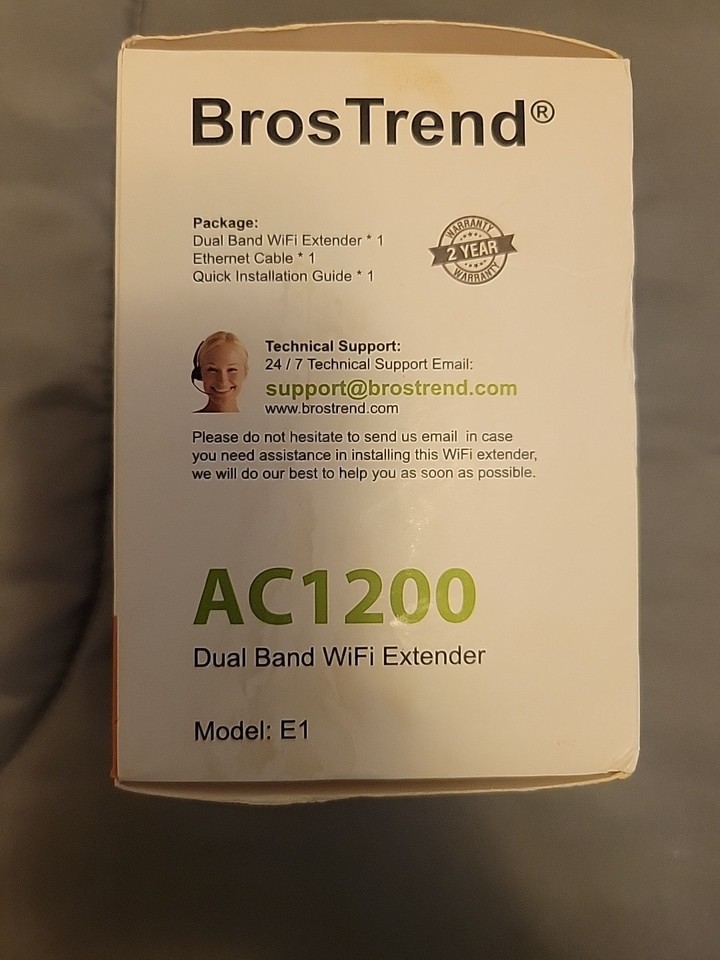 BrosTrend®
Package:
Dual Band WiFi Extender * 1
Ethernet Cable * 1
Quick Installation Guide * 1
WARRANTY
2 YEAR
WARRANTY
Technical Support:
24 / 7 Technical Support Email:
support@brostrend.com
www.brostrend.com
Please do not hesitate to send us email in case
you need assistance in installing this WiFi extender,
we will do our best to help you as soon as possible.
AC1200
Dual Band WiFi Extender
Model: E1